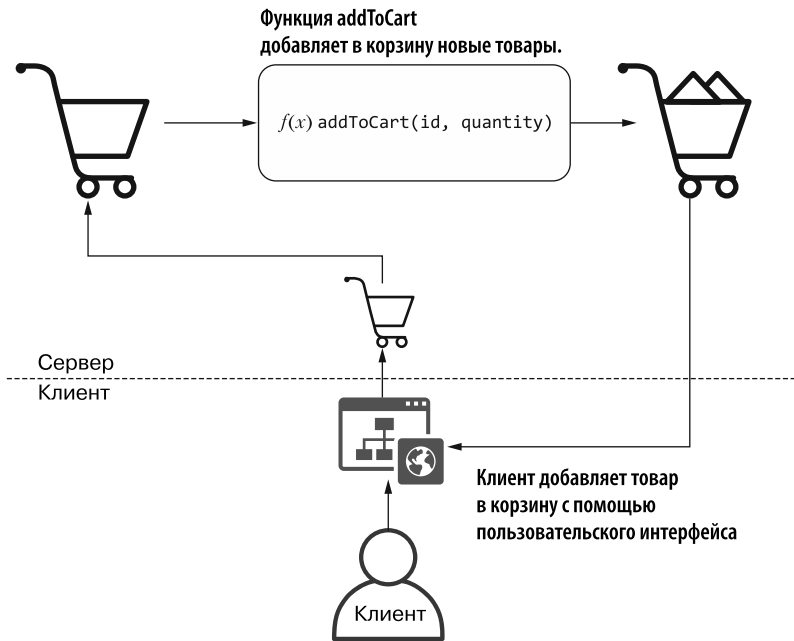 Функция addToCart
добавляет в корзину новые товары.
f(x) addToCart(id, quantity)
Сервер
Клиент
Клиент добавляет товар
в корзину с помощью
пользовательского интерфейса
Клиент